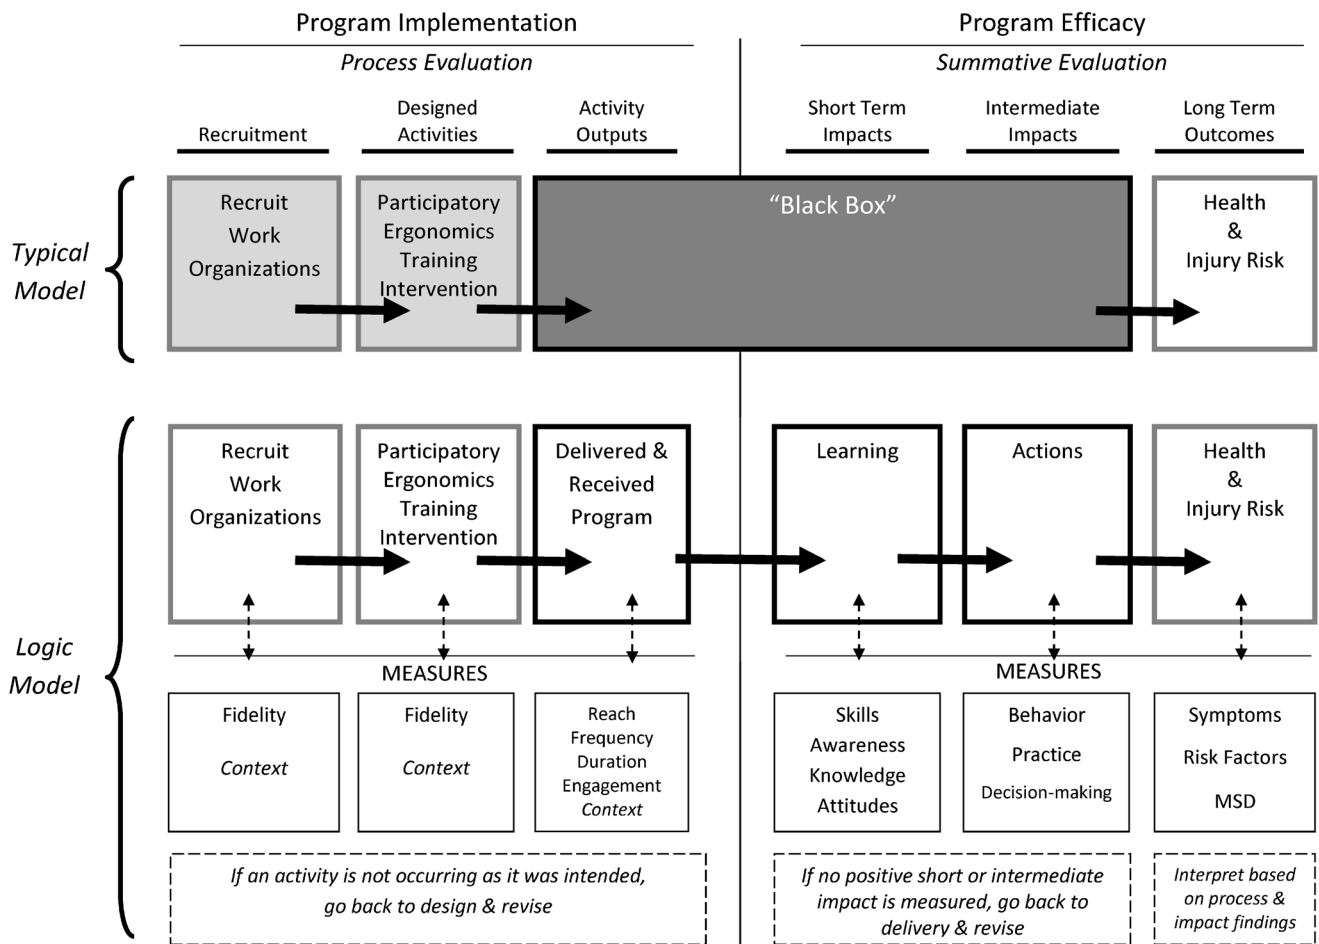 Program Implementation
Program Efficacy
Process Evaluation
Summative Evaluation
Recruitment
Designed
Activities
Activity
Outputs
Short Term
Impacts
Intermediate
Impacts
Long Term
Outcomes
Typical
Model
Recruit
Work
Organizations
Participatory
Ergonomics
Training
Intervention
“Black Box”
Health
&
Injury Risk
Logic
Model
Recruit
Work
Organizations
Participatory
Ergonomics
Training
Intervention
Delivered &
Received
Program
Learning
Actions
Health
&
Injury Risk
MEASURES
MEASURES
Fidelity
Context
Fidelity
Context
Reach
Frequency
Duration
Engagement
Context
Skills
Awareness
Knowledge
Attitudes
Behavior
Practice
Decision-making
Symptoms
Risk Factors
MSD
If an activity is not occurring as it was intended,
go back to design & revise
If no positive short or intermediate
impact is measured, go back to
delivery & revise
Interpret based
on process &
impact findings